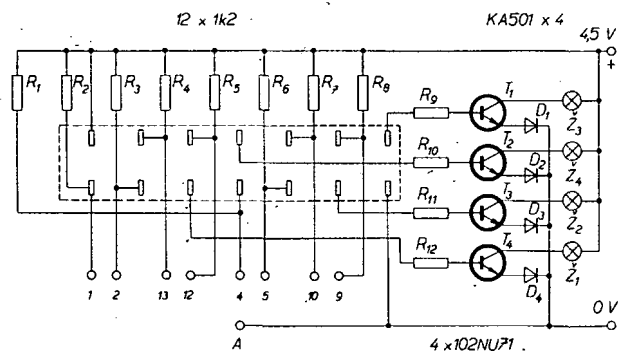 12 x 1k2
KA501 x 4
4,5 V
+
R1
R2
R3
R4
R5
R6
R7
R8
R9
T1
D1
Ž3
R10
T2
D2
Ž4
R11
T3
D3
Ž2
R12
T4
D4
Ž1
1
2
13
12
4
5
10
9
0 V
A
4 x 102NU71